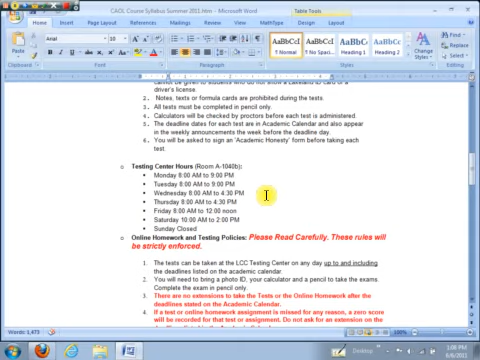 CAOL Course Syllabus Summer 2011.htm - Microsoft Word
Table Tools
Home Insert Page Layout References Mailings Review View MathType Design Layout
Paste
Arial
Clipboard Font Paragraph Styles Editing
AaBbCcI AaBbCcI AaBbC AaBbCc
¶ Normal ¶ No Spaci... Heading 1 Heading 2
Change Styles
Find
Replace
Select
driver's license.
2. Notes, texts or formula cards are prohibited during the tests.
3. All tests must be completed in pencil only.
4. Calculators will be checked by proctors before each test is administered.
5. The deadline dates for each test are in Academic Calendar and also appear
in the weekly announcements the week before the deadline day.
6. You will be asked to sign an 'Academic Honesty' form before taking each
test.
o Testing Center Hours (Room A-1040b):
▪ Monday 8:00 AM to 9:00 PM
▪ Tuesday 8:00 AM to 9:00 PM
▪ Wednesday 8:00 AM to 4:30 PM
▪ Thursday 8:00 AM to 4:30 PM
▪ Friday 8:00 AM to 12:00 noon
▪ Saturday 10:00 AM to 2:00 PM
▪ Sunday Closed
o Online Homework and Testing Policies: Please Read Carefully. These rules will
be strictly enforced.
1. The tests can be taken at the LCC Testing Center on any day up to and including
the deadlines listed on the academic calendar.
2. You will need to bring a photo ID, your calculator and a pencil to take the exams.
Complete the exam in pencil only.
3. There are no extensions to take the Tests or the Online Homework after the
deadlines stated on the Academic Calendar.
4. If a test or online homework assignment is missed for any reason, a zero score
will be recorded for that test or assignment. Do not ask for an extension on the
Words: 1,473
100%
Desktop
1:08 PM
8/6/2011